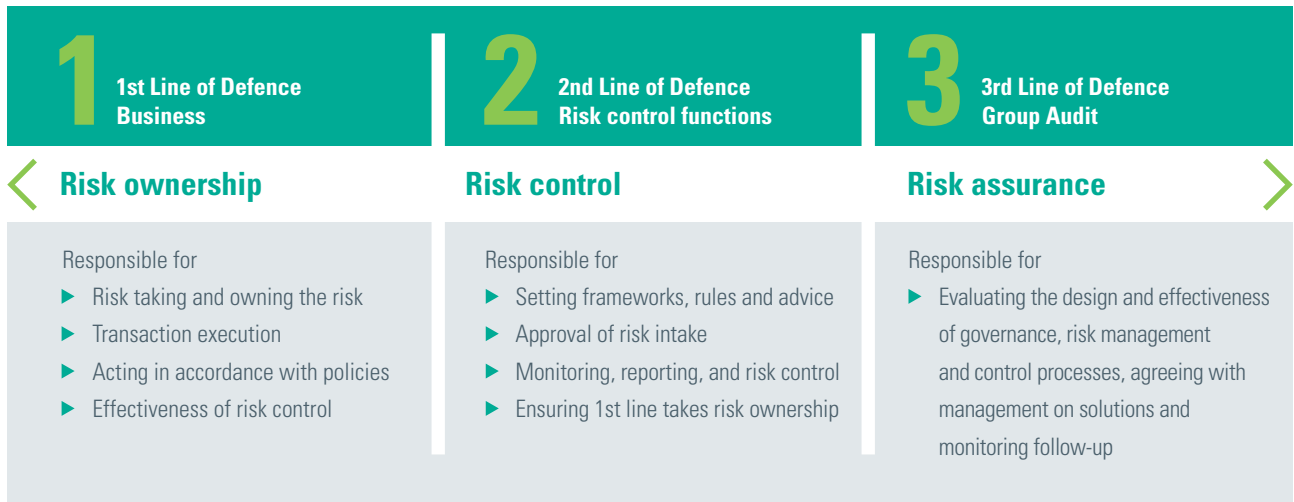 1
1st Line of Defence
Business
Risk ownership
Responsible for
Risk taking and owning the risk
Transaction execution
Acting in accordance with policies
Effectiveness of risk control
2
2nd Line of Defence
Risk control functions
Risk control
Responsible for
Setting frameworks, rules and advice
Approval of risk intake
Monitoring, reporting, and risk control
Ensuring 1st line takes risk ownership
3
3rd Line of Defence
Group Audit
Risk assurance
Responsible for
Evaluating the design and effectiveness
of governance, risk management
and control processes, agreeing with
management on solutions and
monitoring follow-up